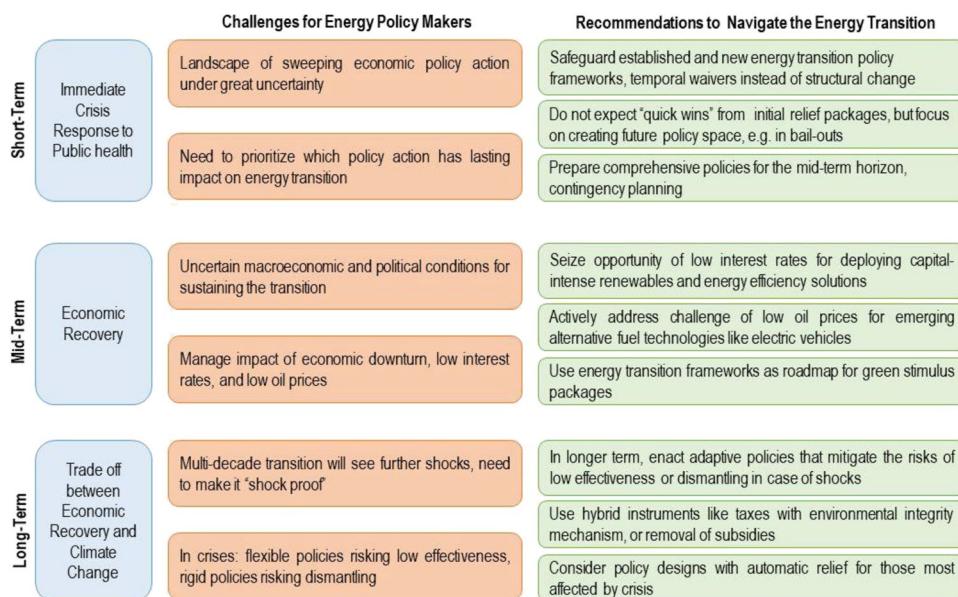 Challenges for Energy Policy Makers
Recommendations to Navigate the Energy Transition
Short-Term
Immediate
Crisis
Response to
Public health
Landscape of sweeping economic policy action
under great uncertainty
Need to prioritize which policy action has lasting
impact on energy transition
Safeguard established and new energy transition policy
frameworks, temporal waivers instead of structural change
Do not expect “quick wins” from initial relief packages, but focus
on creating future policy space, e.g. in bail-outs
Prepare comprehensive policies for the mid-term horizon,
contingency planning
Mid-Term
Economic
Recovery
Uncertain macroeconomic and political conditions for
sustaining the transition
Manage impact of economic downturn, low interest
rates, and low oil prices
Seize opportunity of low interest rates for deploying capital-
intense renewables and energy efficiency solutions
Actively address challenge of low oil prices for emerging
alternative fuel technologies like electric vehicles
Use energy transition frameworks as roadmap for green stimulus
packages
Long-Term
Trade off
between
Economic
Recovery and
Climate
Change
Multi-decade transition will see further shocks, need
to make it “shock proof”
In crises: flexible policies risking low effectiveness,
rigid policies risking dismantling
In longer term, enact adaptive policies that mitigate the risks of
low effectiveness or dismantling in case of shocks
Use hybrid instruments like taxes with environmental integrity
mechanism, or removal of subsidies
Consider policy designs with automatic relief for those most
affected by crisis